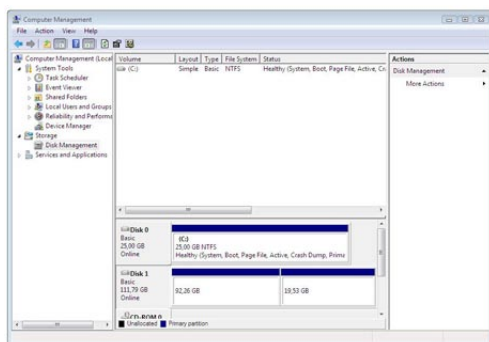 Computer Management
File Action View Help
Computer Management (Local
System Tools
Task Scheduler
Event Viewer
Shared Folders
Local Users and Groups
Reliability and Performa
Device Manager
Storage
Disk Management
Services and Applications
Volume Layout Type File System Status
(C:) Simple Basic NTFS Healthy (System, Boot, Page File, Active, Cr
Actions
Disk Management
More Actions
Disk 0
Basic
25,00 GB
Online
(C:)
25,00 GB NTFS
Healthy (System, Boot, Page File, Active, Crash Dump, Prima
Disk 1
Basic
111,79 GB
Online
92,26 GB
19,53 GB
CD-ROM 0
Unallocated Primary partition